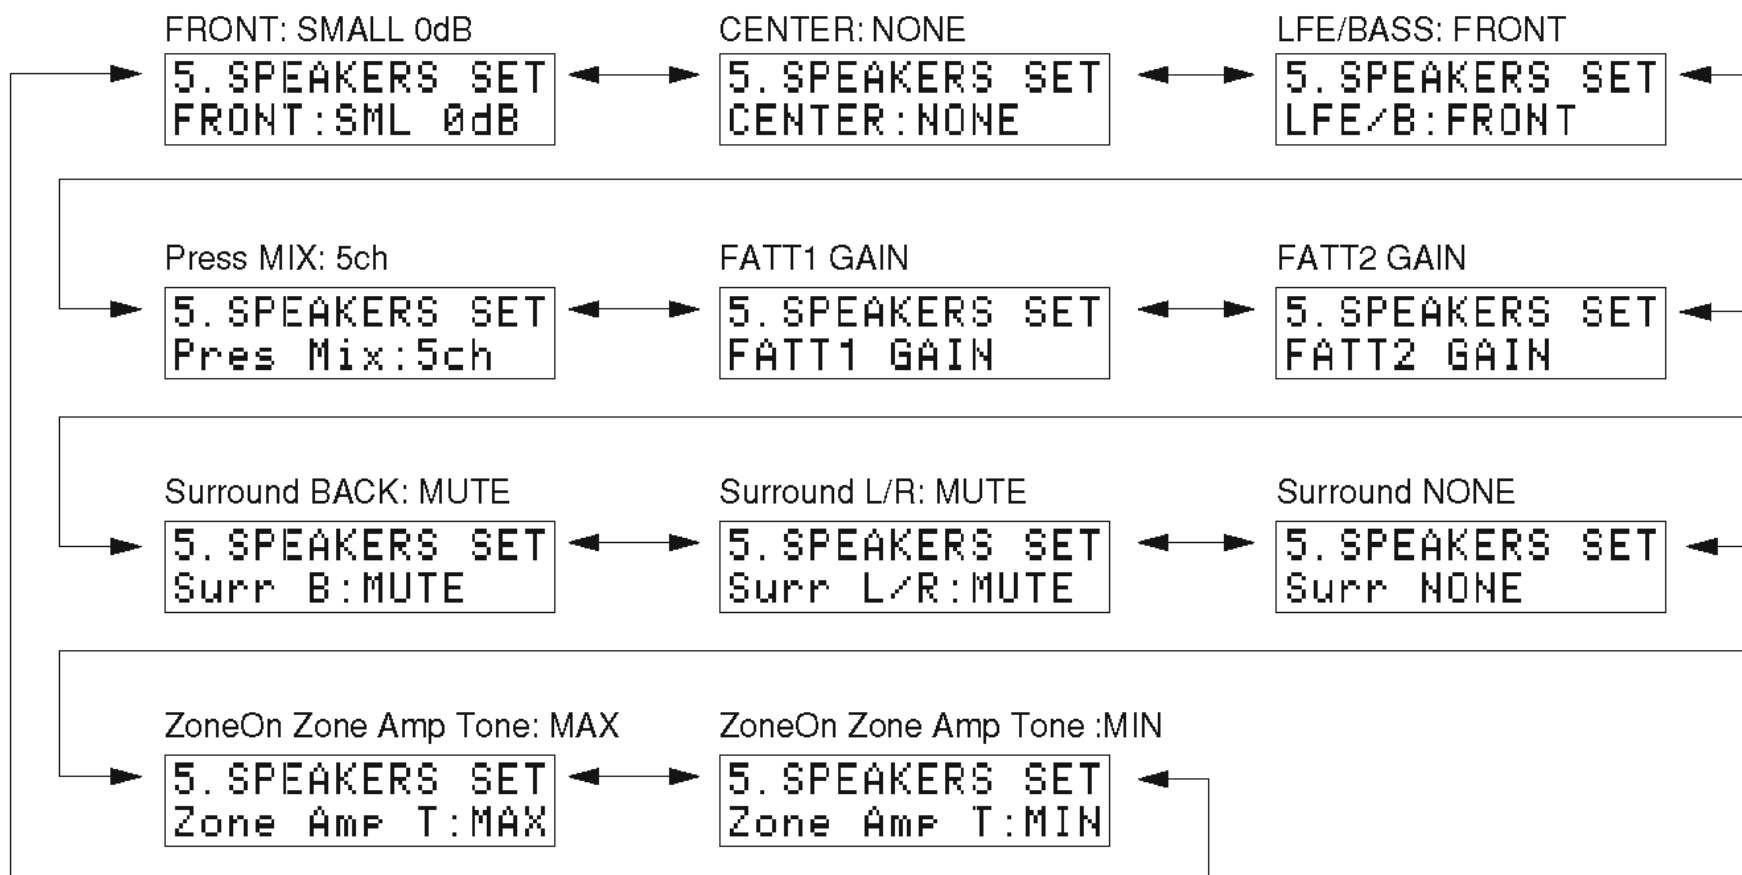 FRONT: SMALL 0dB
5.SPEAKERS SET
FRONT:SML 0dB
CENTER: NONE
5.SPEAKERS SET
CENTER:NONE
LFE/BASS: FRONT
5.SPEAKERS SET
LFE/B:FRONT
Press MIX: 5ch
5.SPEAKERS SET
Pres Mix:5ch
FATT1 GAIN
5.SPEAKERS SET
FATT1 GAIN
FATT2 GAIN
5.SPEAKERS SET
FATT2 GAIN
Surround BACK: MUTE
5.SPEAKERS SET
Surr B:MUTE
Surround L/R: MUTE
5.SPEAKERS SET
Surr L/R:MUTE
Surround NONE
5.SPEAKERS SET
Surr NONE
ZoneOn Zone Amp Tone: MAX
5.SPEAKERS SET
Zone Amp T:MAX
ZoneOn Zone Amp Tone :MIN
5.SPEAKERS SET
Zone Amp T:MIN